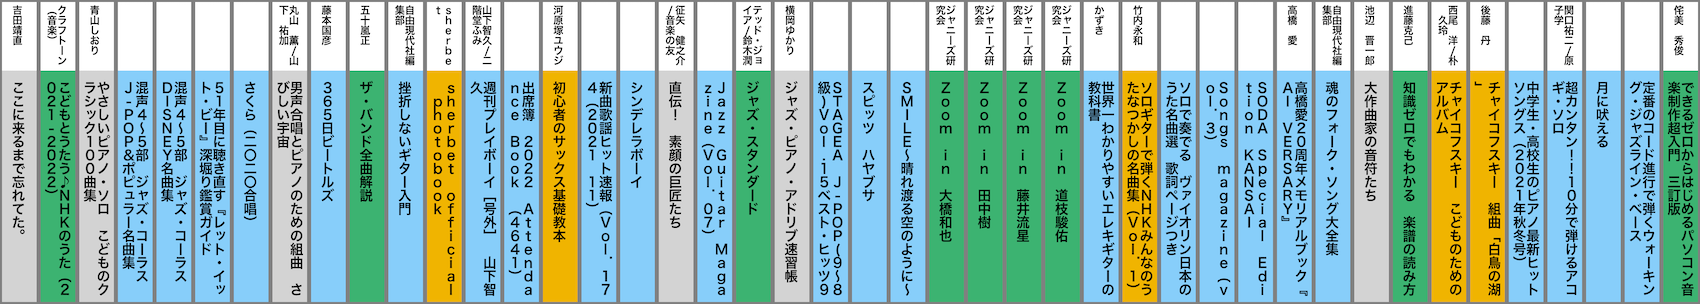 侘美 秀俊
できるゼロからはじめるパソコン音
楽制作超入門 三訂版
定番のコード進行で弾くウォーキン
グ・ジャズライン・ベース
月に吠える
関口祐二/原
子学
超カンタン!!10分で弾けるアコ
ギ・ソロ
中学生・高校生のピアノ最新ヒット
ソングス(2021年秋冬号)
後藤 丹
チャイコフスキー 組曲「白鳥の湖
」
西尾 洋/朴
久玲
チャイコフスキー こどものための
アルバム
進藤克己
知識ゼロでもわかる 楽譜の読み方
池辺 晋一郎
大作曲家の音符たち
自由現代社編
集部
魂のフォーク・ソング大全集
高橋 愛
高橋愛20周年メモリアルブック『
AI VERSARY』
SODA Special Edi
tion KANSAI
Songs magazine(v
ol.3)
ソロで奏でる ヴァイオリン日本の
うた名曲選 歌詞ページつき
竹内永和
ソロギターで弾くNHKみんなのう
たなつかしの名曲集(Vol.1)
かずき
世界一わかりやすいエレキギターの
教科書
ジャニーズ研
究会
Zoom in 道枝駿佑
ジャニーズ研
究会
Zoom in 藤井流星
ジャニーズ研
究会
Zoom in 田中樹
ジャニーズ研
究会
Zoom in 大橋和也
SMILE〜晴れ渡る空のように〜
スピッツ ハヤブサ
STAGEA J-POP(9〜8
級)Vol.15ベスト・ヒッツ9
横岡ゆかり
ジャズ・ピアノ・アドリブ速習帳
テッド・ジョ
イア/鈴木潤
ジャズ・スタンダード
Jazz Guitar Maga
zine(Vol.07)
征矢 健之介
/音楽の友
直伝! 素顔の巨匠たち
シンデレラボーイ
新曲歌謡ヒット速報(Vol.17
4(2021 11)
河原塚ユウジ
初心者のサックス基礎教本
出席簿 2022 Attenda
nce Book (4641)
山下智久/二
階堂ふみ
週刊プレイボーイ[号外] 山下智
久
sherbe
t
sherbet official
photobook
自由現代社編
集部
挫折しないギター入門
五十嵐正
ザ・バンド全曲解説
藤本国彦
365日ビートルズ
丸山 薫/山
下 祐加
男声合唱とピアノのための組曲 さ
びしい宇宙
さくら(二〇二〇合唱)
51年目に聴き直す『レット・イッ
ト・ビー』深堀り鑑賞ガイド
混声4〜5部 ジャズ・コーラス
DISNEY名曲集
混声4〜5部 ジャズ・コーラス
J-POP&ポピュラー名曲集
青山しおり
やさしいピアノ・ソロ こどものク
ラシック100曲集
クラフトーン
(音楽)
こどもとうたう♪NHKのうた(2
021-2022)
吉田靖直
ここに来るまで忘れてた。